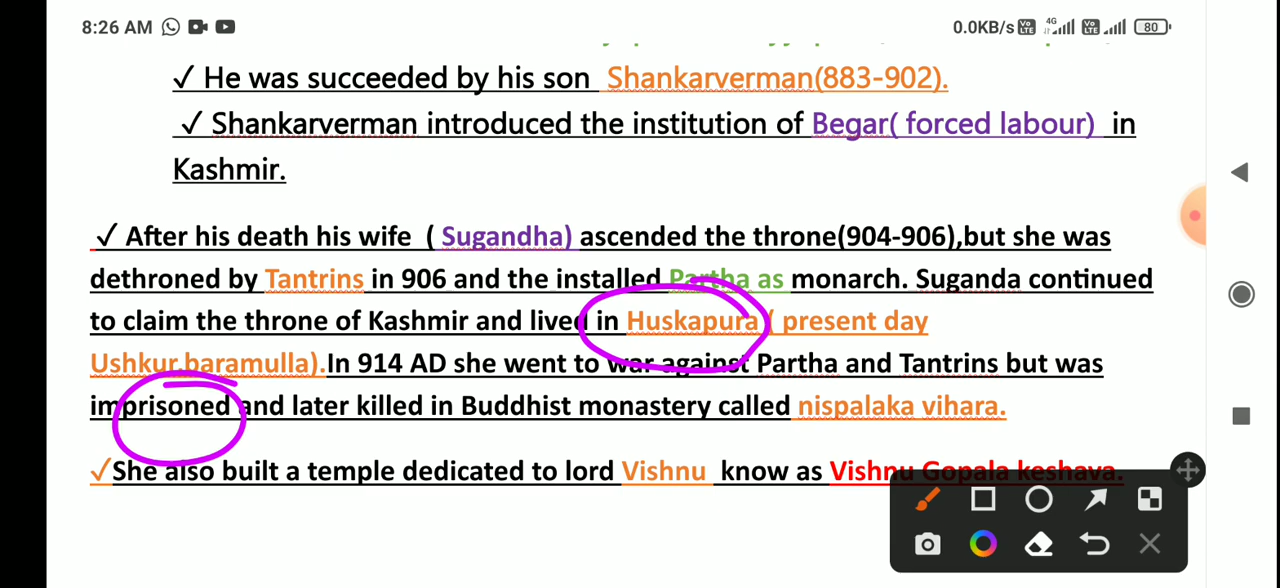 8:26 AM
0.0KB/s Vo LTE 4G Vo LTE 80
✓ He was succeeded by his son Shankarverman(883-902).
✓ Shankarverman introduced the institution of Begar( forced labour) in
Kashmir.
✓ After his death his wife ( Sugandha) ascended the throne(904-906),but she was
dethroned by Tantrins in 906 and the installed Partha as monarch. Suganda continued
to claim the throne of Kashmir and lived in Huskapura ( present day
Ushkur,baramulla).In 914 AD she went to war against Partha and Tantrins but was
imprisoned and later killed in Buddhist monastery called nispalaka vihara.
✓She also built a temple dedicated to lord Vishnu know as Vishnu Gopala keshava.